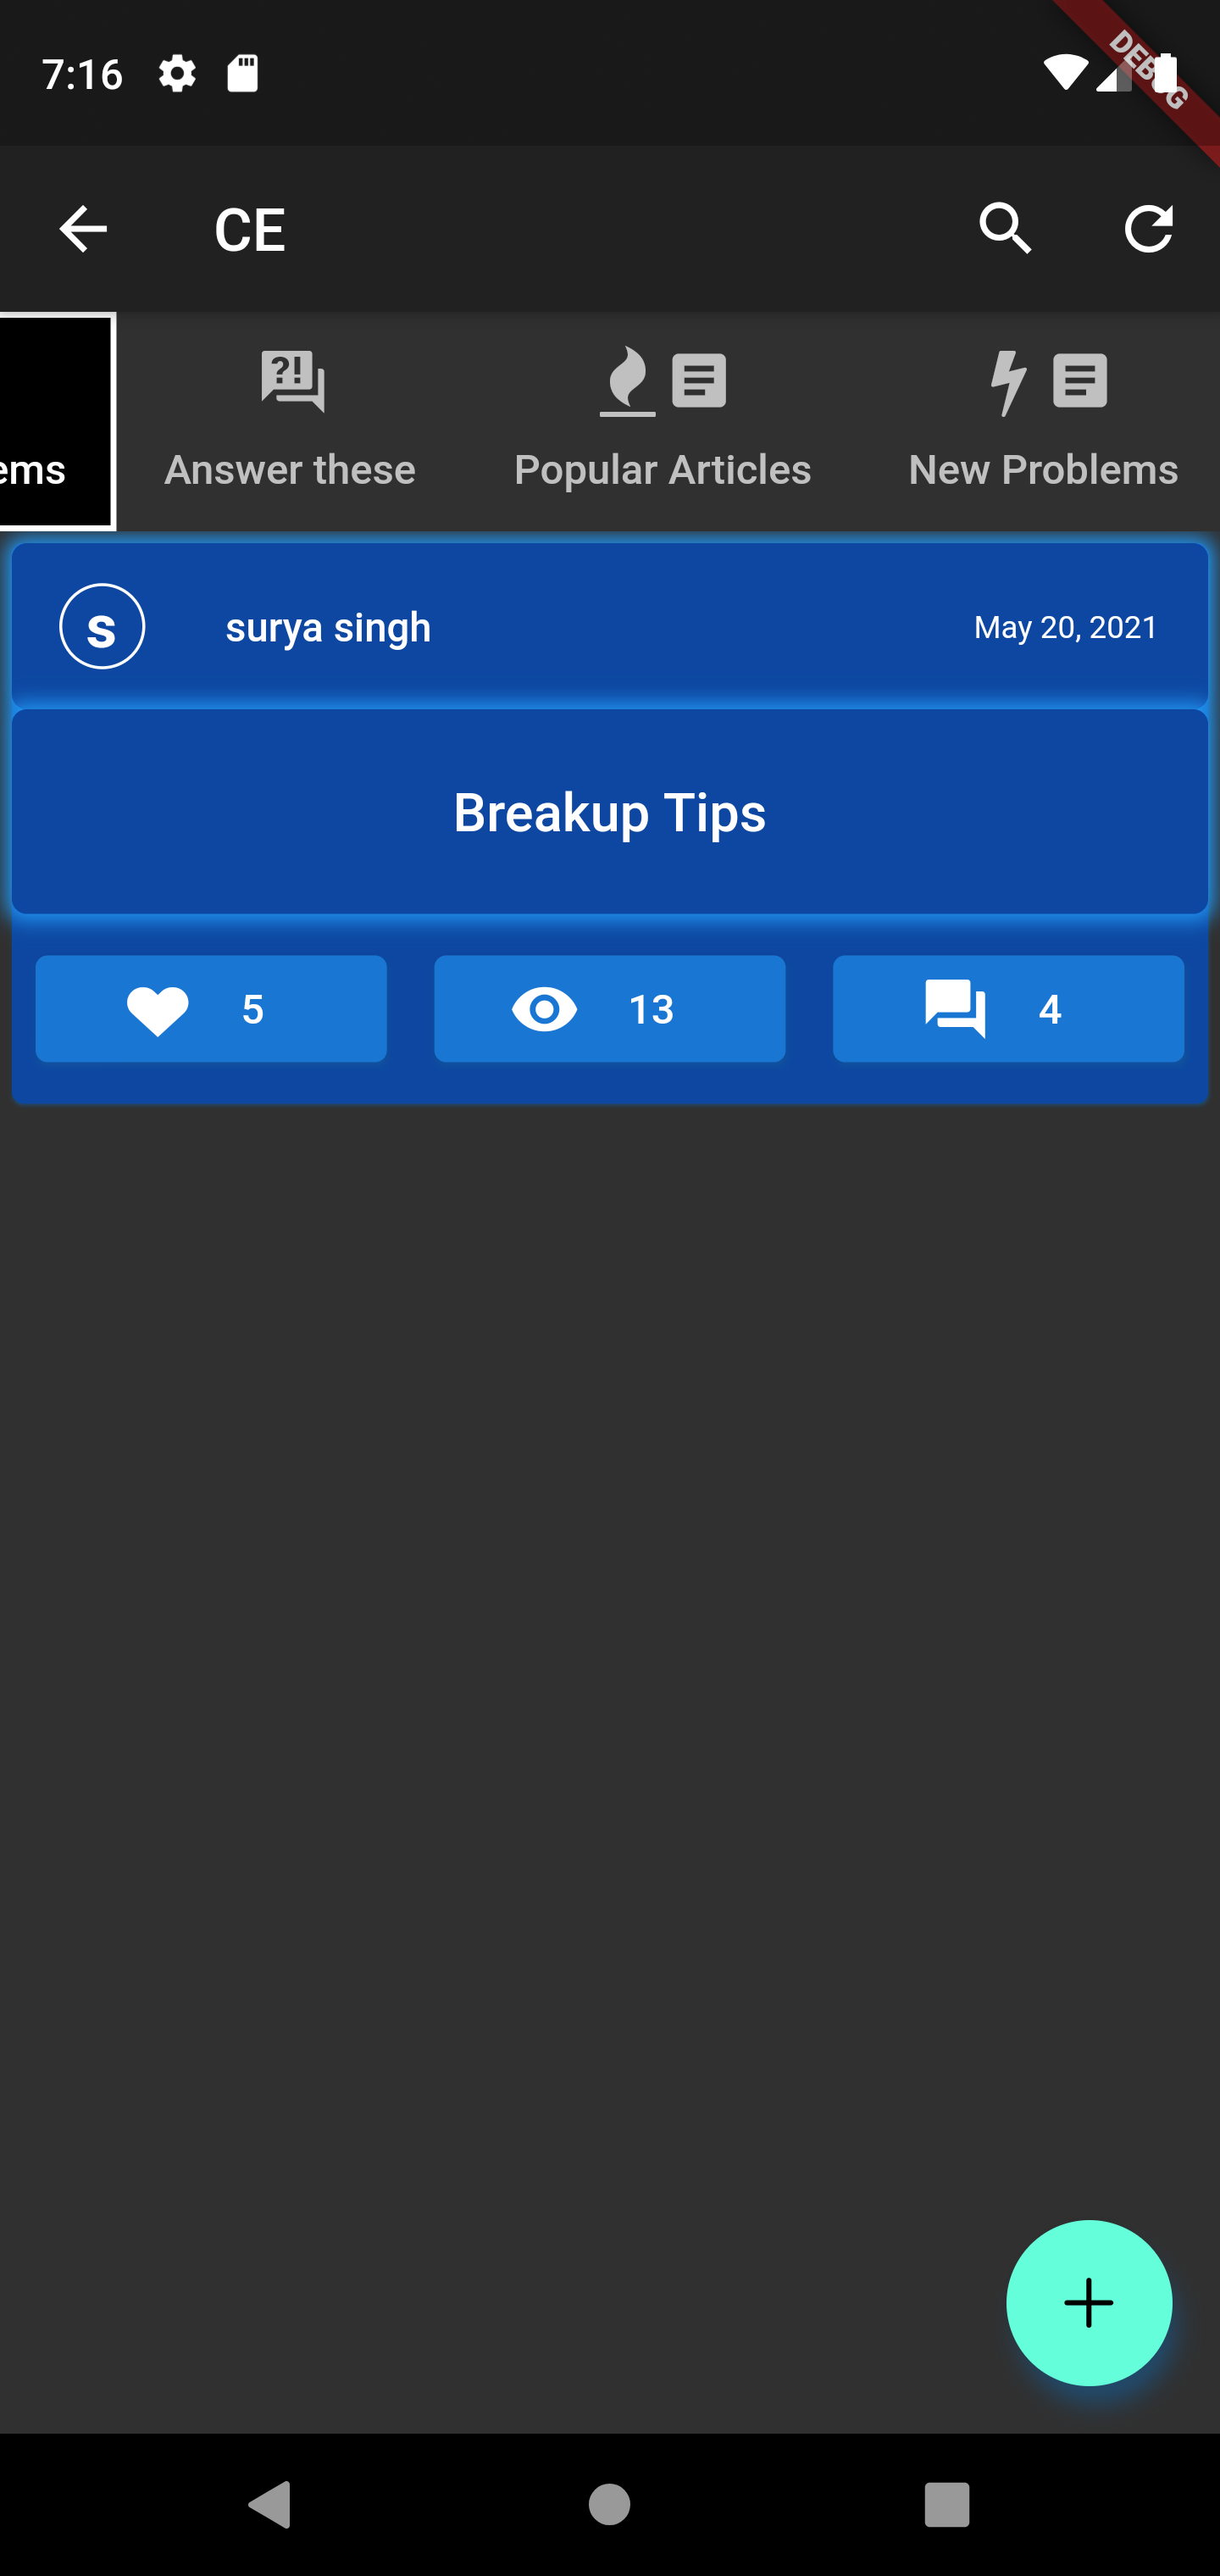 7:16
DEBUG
CE
ems
Answer these
Popular Articles
New Problems
s
surya singh
May 20, 2021
Breakup Tips
5
13
4